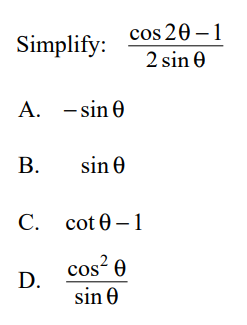 Simplify: (cos 2θ – 1) / (2 sin θ)
A. – sin θ
B. sin θ
C. cot θ – 1
D. cos² θ / sin θ